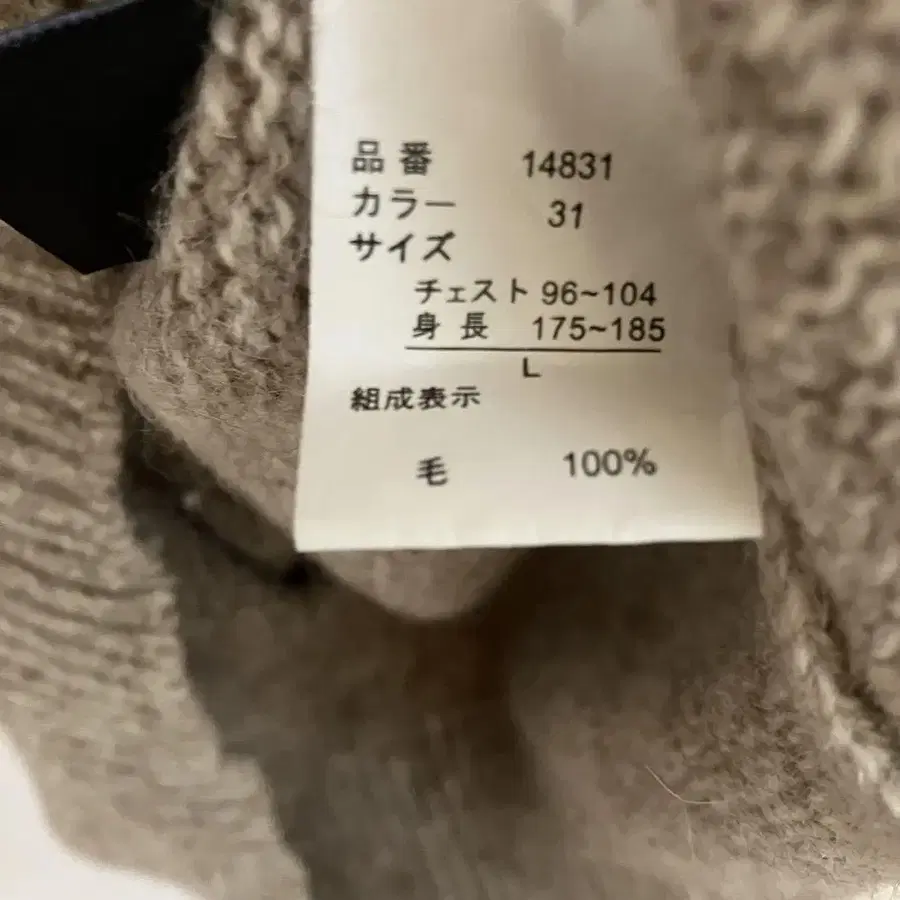 品番 14831
カラー 31
サイズ
チェスト 96~104
身長 175~185
L
組成表示
毛 100%